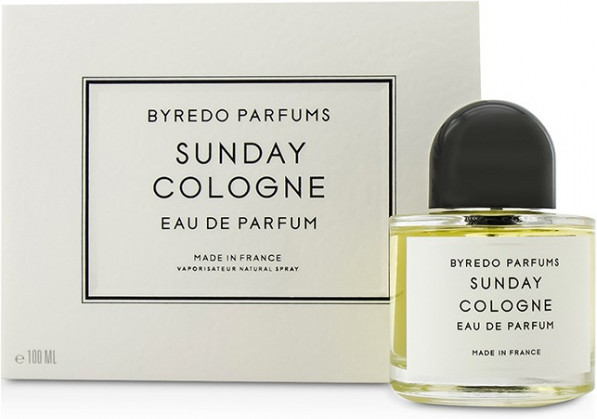 BYREDO PARFUMS
SUNDAY
COLOGNE
EAU DE PARFUM
MADE IN FRANCE
VAPORISATEUR NATURAL SPRAY
e 100 ML
BYREDO PARFUMS
SUNDAY
COLOGNE
EAU DE PARFUM
MADE IN FRANCE